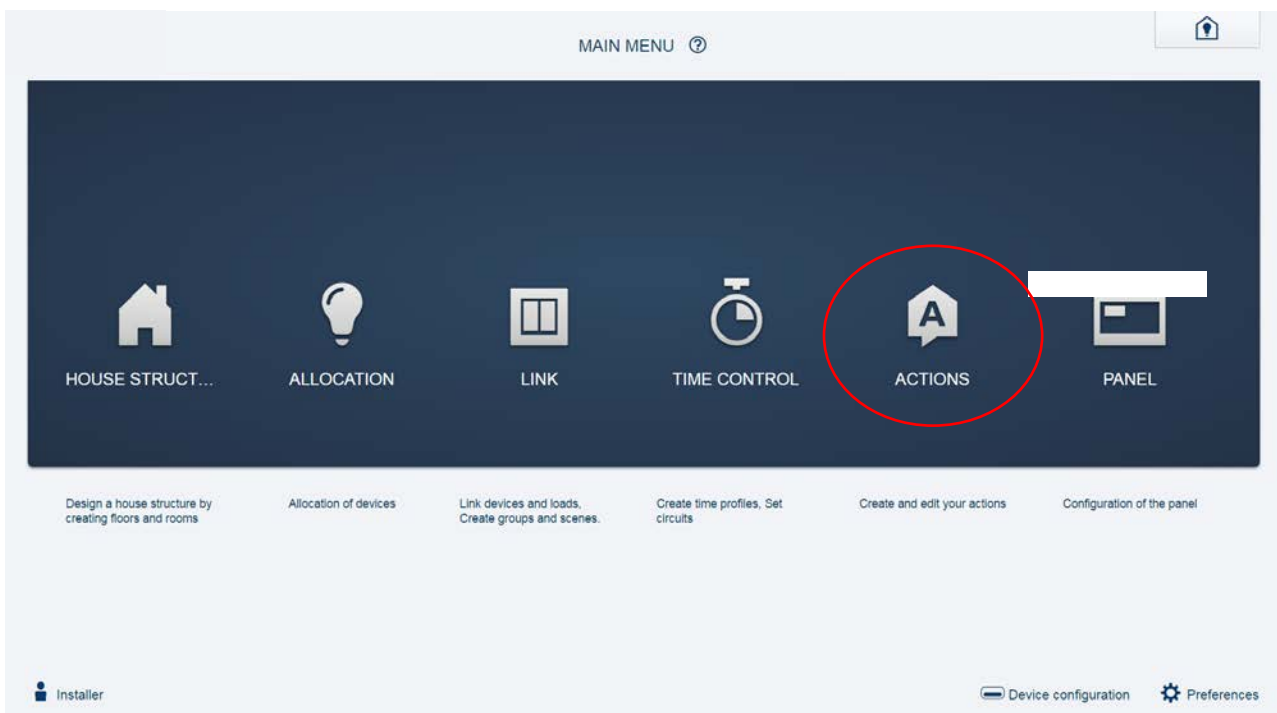 MAIN MENU ?
A
HOUSE STRUCT...
ALLOCATION
LINK
TIME CONTROL
ACTIONS
PANEL
Design a house structure by
creating floors and rooms
Allocation of devices
Link devices and loads,
Create groups and scenes.
Create time profiles, Set
circuits
Create and edit your actions
Configuration of the panel
Installer
Device configuration
Preferences